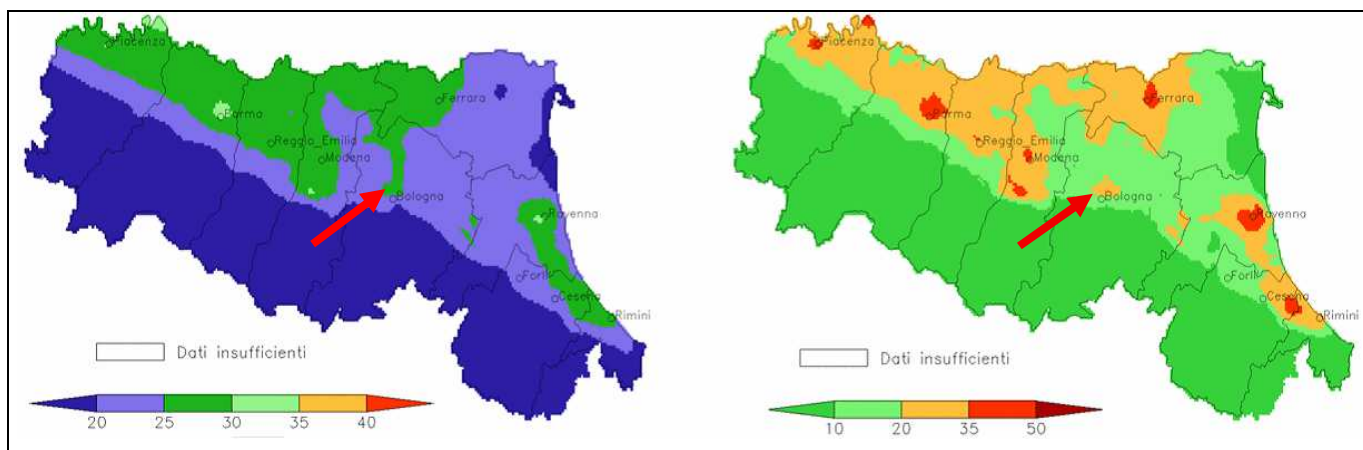 Piacenza
Parma
Ferrara
Reggio_Emilia
Modena
Bologna
Ravenna
Forlì
Cesena
Rimini
Dati insufficienti
20 25 30 35 40
Piacenza
Parma
Ferrara
Reggio_Emilia
Modena
Bologna
Ravenna
Forlì
Cesena
Rimini
Dati insufficienti
10 20 35 50